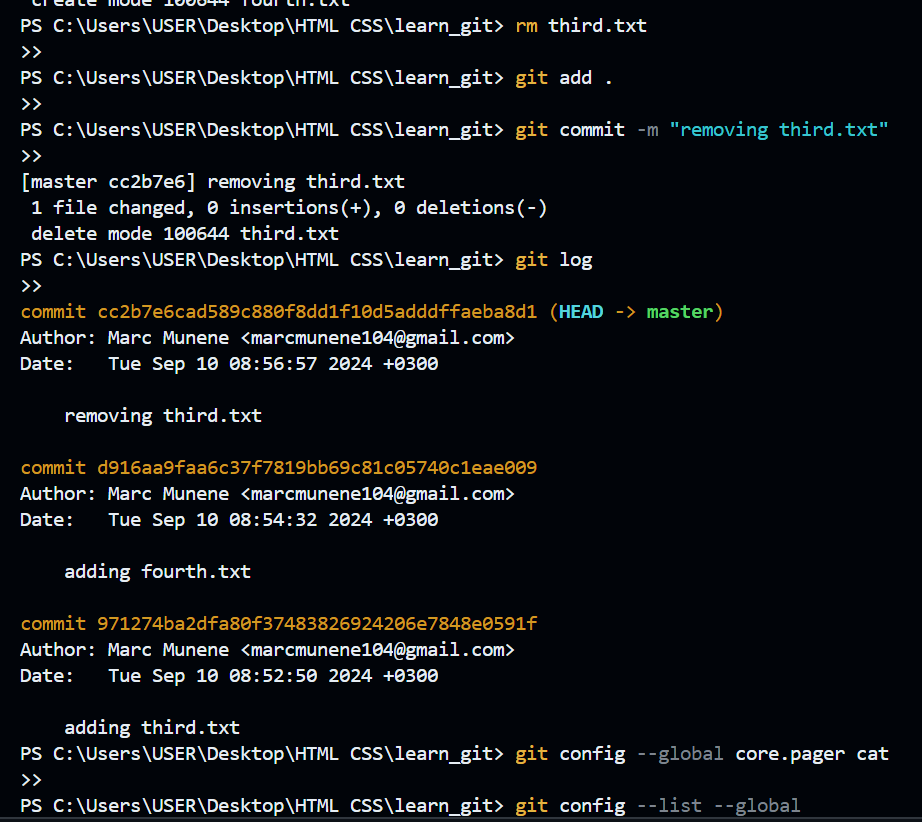 create mode 100644 fourth.txt
PS C:\Users\USER\Desktop\HTML CSS\learn_git> rm third.txt
>>
PS C:\Users\USER\Desktop\HTML CSS\learn_git> git add .
>>
PS C:\Users\USER\Desktop\HTML CSS\learn_git> git commit -m "removing third.txt"
>>
[master cc2b7e6] removing third.txt
 1 file changed, 0 insertions(+), 0 deletions(-)
 delete mode 100644 third.txt
PS C:\Users\USER\Desktop\HTML CSS\learn_git> git log
>>
commit cc2b7e6cad589c880f8dd1f10d5adddffaeba8d1 (HEAD -> master)
Author: Marc Munene <marcmunene104@gmail.com>
Date:   Tue Sep 10 08:56:57 2024 +0300

    removing third.txt

commit d916aa9faa6c37f7819bb69c81c05740c1eae009
Author: Marc Munene <marcmunene104@gmail.com>
Date:   Tue Sep 10 08:54:32 2024 +0300

    adding fourth.txt

commit 971274ba2dfa80f37483826924206e7848e0591f
Author: Marc Munene <marcmunene104@gmail.com>
Date:   Tue Sep 10 08:52:50 2024 +0300

    adding third.txt
PS C:\Users\USER\Desktop\HTML CSS\learn_git> git config --global core.pager cat
>>
PS C:\Users\USER\Desktop\HTML CSS\learn_git> git config --list --global